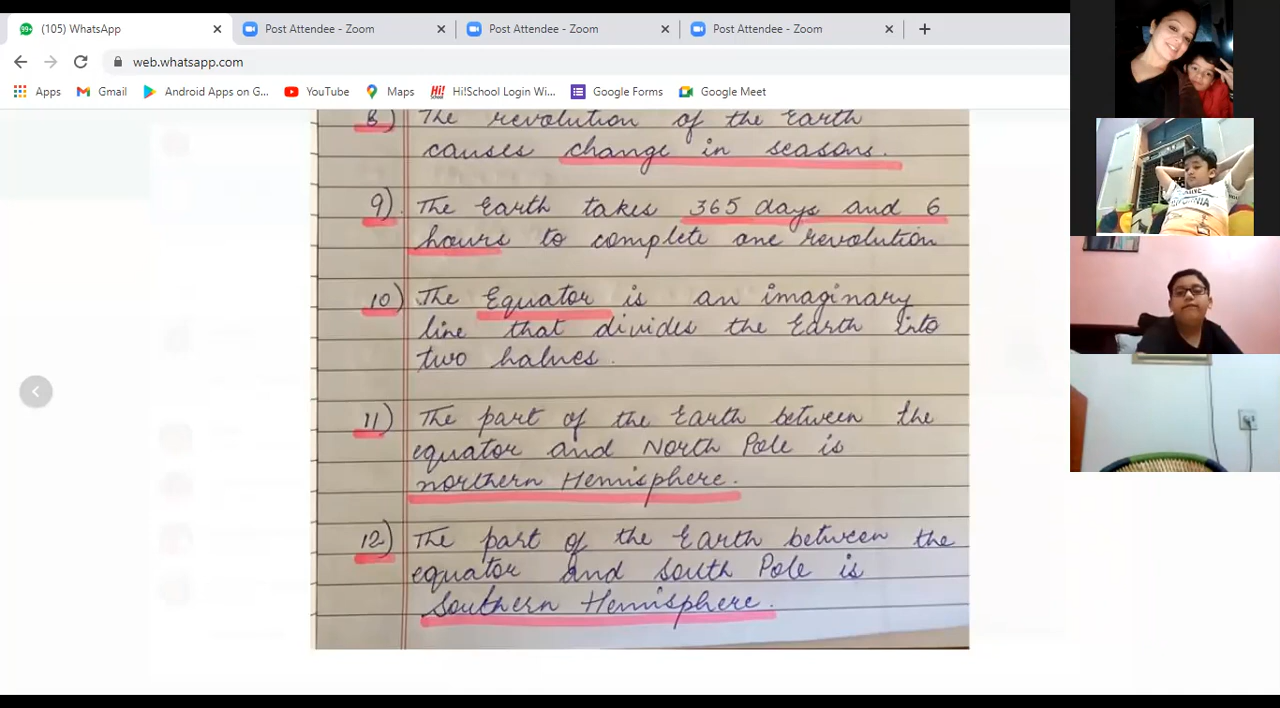 99+
(105) WhatsApp
Post Attendee - Zoom
Post Attendee - Zoom
Post Attendee - Zoom
web.whatsapp.com
Apps
Gmail
Android Apps on G...
YouTube
Maps
Hi!
Hi!School Login Wi...
Google Forms
Google Meet
8) The revolution of the Earth
causes change in seasons.
9) The Earth takes 365 days and 6
hours to complete one revolution
10) The Equator is an imaginary
line that divides the Earth into
two halves.
11) The part of the Earth between the
equator and North Pole is
northern Hemisphere.
12) The part of the Earth between the
equator and south Pole is
Southern Hemisphere.